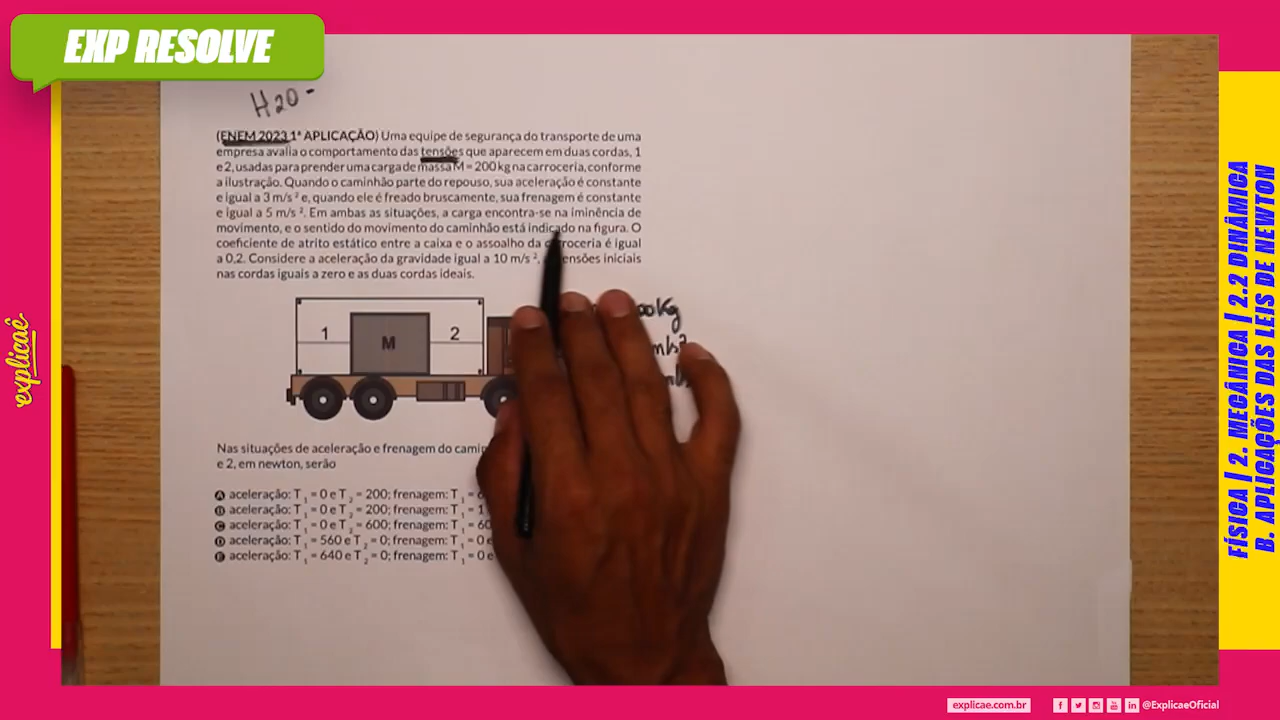 EXP RESOLVE
H20-
(ENEM 2023 1ª APLICAÇÃO) Uma equipe de segurança do transporte de uma
empresa avalia o comportamento das tensões que aparecem em duas cordas, 1
e 2, usadas para prender uma carga de massa M = 200 kg na carroceria, conforme
a ilustração. Quando o caminhão parte do repouso, sua aceleração é constante
e igual a 3 m/s ² e, quando ele é freado bruscamente, sua frenagem é constante
e igual a 5 m/s ². Em ambas as situações, a carga encontra-se na iminência de
movimento, e o sentido do movimento do caminhão está indicado na figura. O
coeficiente de atrito estático entre a caixa e o assoalho da carroceria é igual
a 0,2. Considere a aceleração da gravidade igual a 10 m/s ², tensões iniciais
nas cordas iguais a zero e as duas cordas ideais.
1 M 2
00Kg
m/s²
Nas situações de aceleração e frenagem do
e 2, em newton, serão
A aceleração: T₁ = 0 e T₂ = 200; frenagem: T₁ =
B aceleração: T₁ = 0 e T₂ = 200; frenagem: T₁ =
C aceleração: T₁ = 0 e T₂ = 600; frenagem: T₁ = 60
D aceleração: T₁ = 560 e T₂ = 0; frenagem: T₁ = 0 e
E aceleração: T₁ = 640 e T₂ = 0; frenagem: T₁ = 0 e
explicaê
FÍSICA | 2. MECÂNICA | 2.2 DINÂMICA
B. APLICAÇÕES DAS LEIS DE NEWTON
explicae.com.br
@ExplicaeOficial